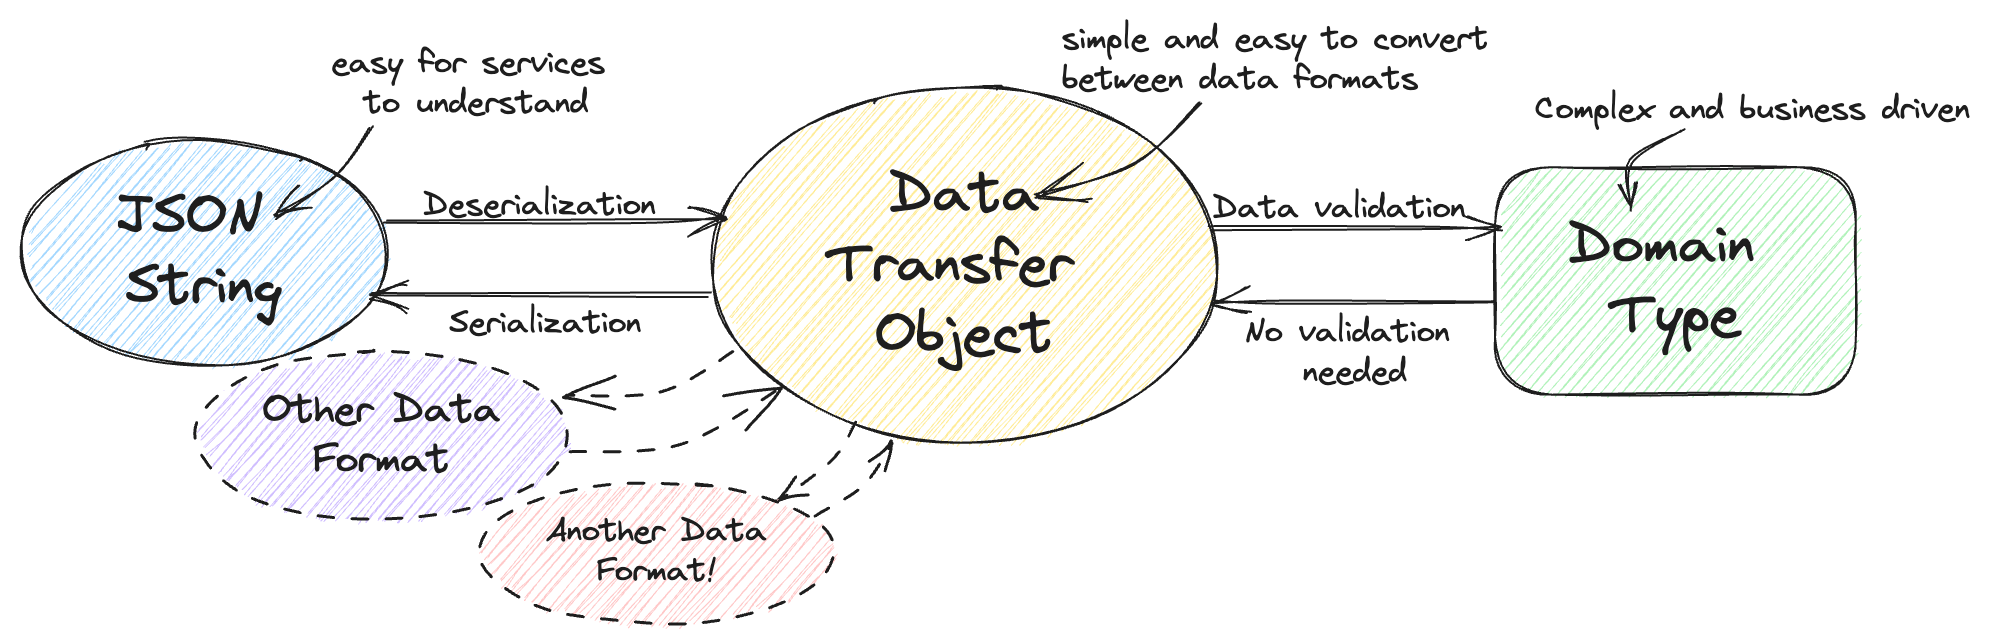 simple and easy to convert
between data formats
easy for services
to understand
Complex and business driven
JSON
String
Deserialization
Serialization
Data
Transfer
Object
Data validation
No validation
needed
Domain
Type
Other Data
Format
Another Data
Format!